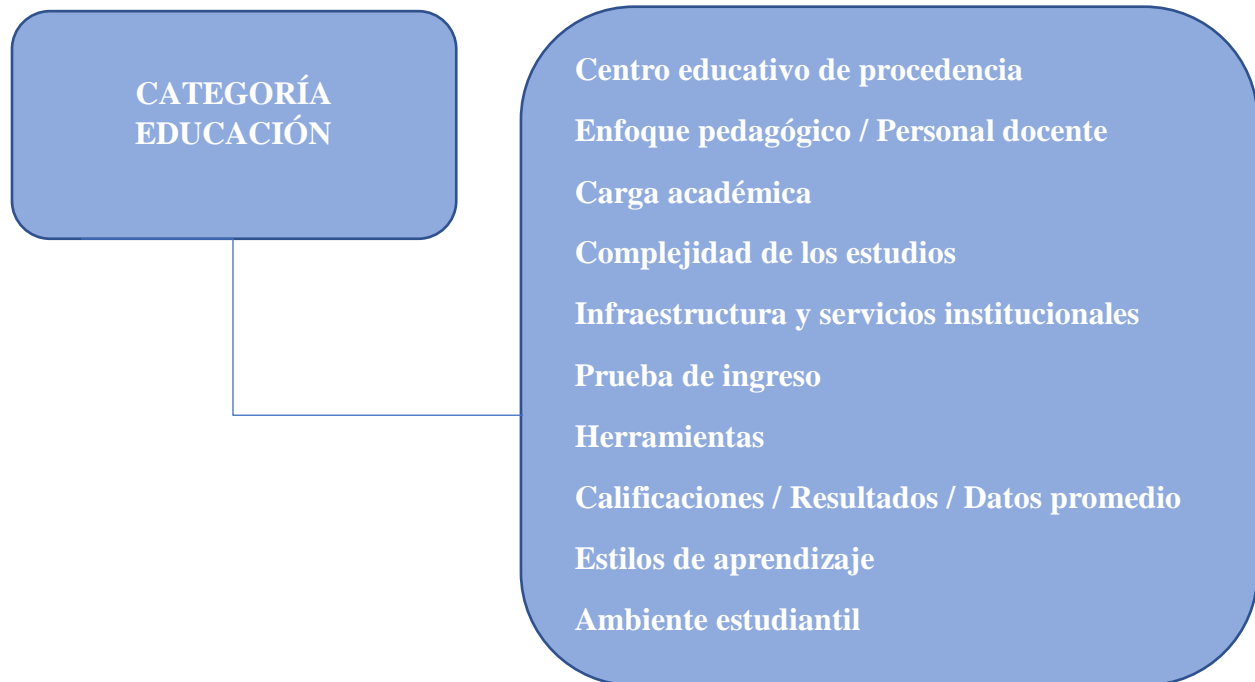 CATEGORÍA
EDUCACIÓN
Centro educativo de procedencia
Enfoque pedagógico / Personal docente
Carga académica
Complejidad de los estudios
Infraestructura y servicios institucionales
Prueba de ingreso
Herramientas
Calificaciones / Resultados / Datos promedio
Estilos de aprendizaje
Ambiente estudiantil